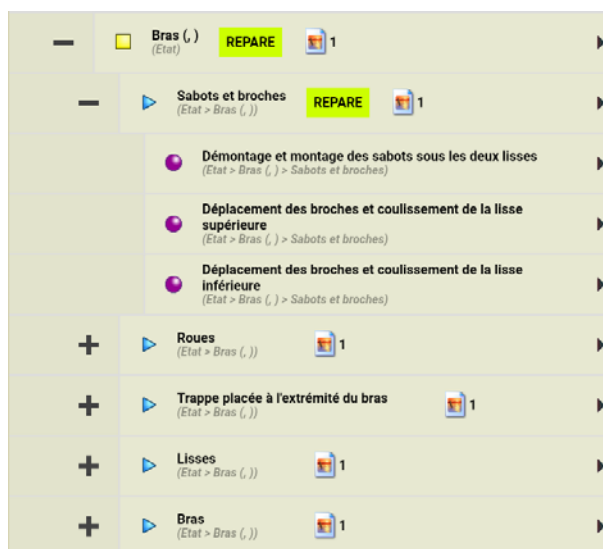 Bras (, ) REPARE 1
(Etat)
Sabots et broches REPARE 1
(Etat > Bras (, ))
Démontage et montage des sabots sous les deux lisses
(Etat > Bras (, ) > Sabots et broches)
Déplacement des broches et coulissement de la lisse
supérieure
(Etat > Bras (, ) > Sabots et broches)
Déplacement des broches et coulissement de la lisse
inférieure
(Etat > Bras (, ) > Sabots et broches)
Roues 1
(Etat > Bras (, ))
Trappe placée à l'extrémité du bras 1
(Etat > Bras (, ))
Lisses 1
(Etat > Bras (, ))
Bras 1
(Etat > Bras (, ))